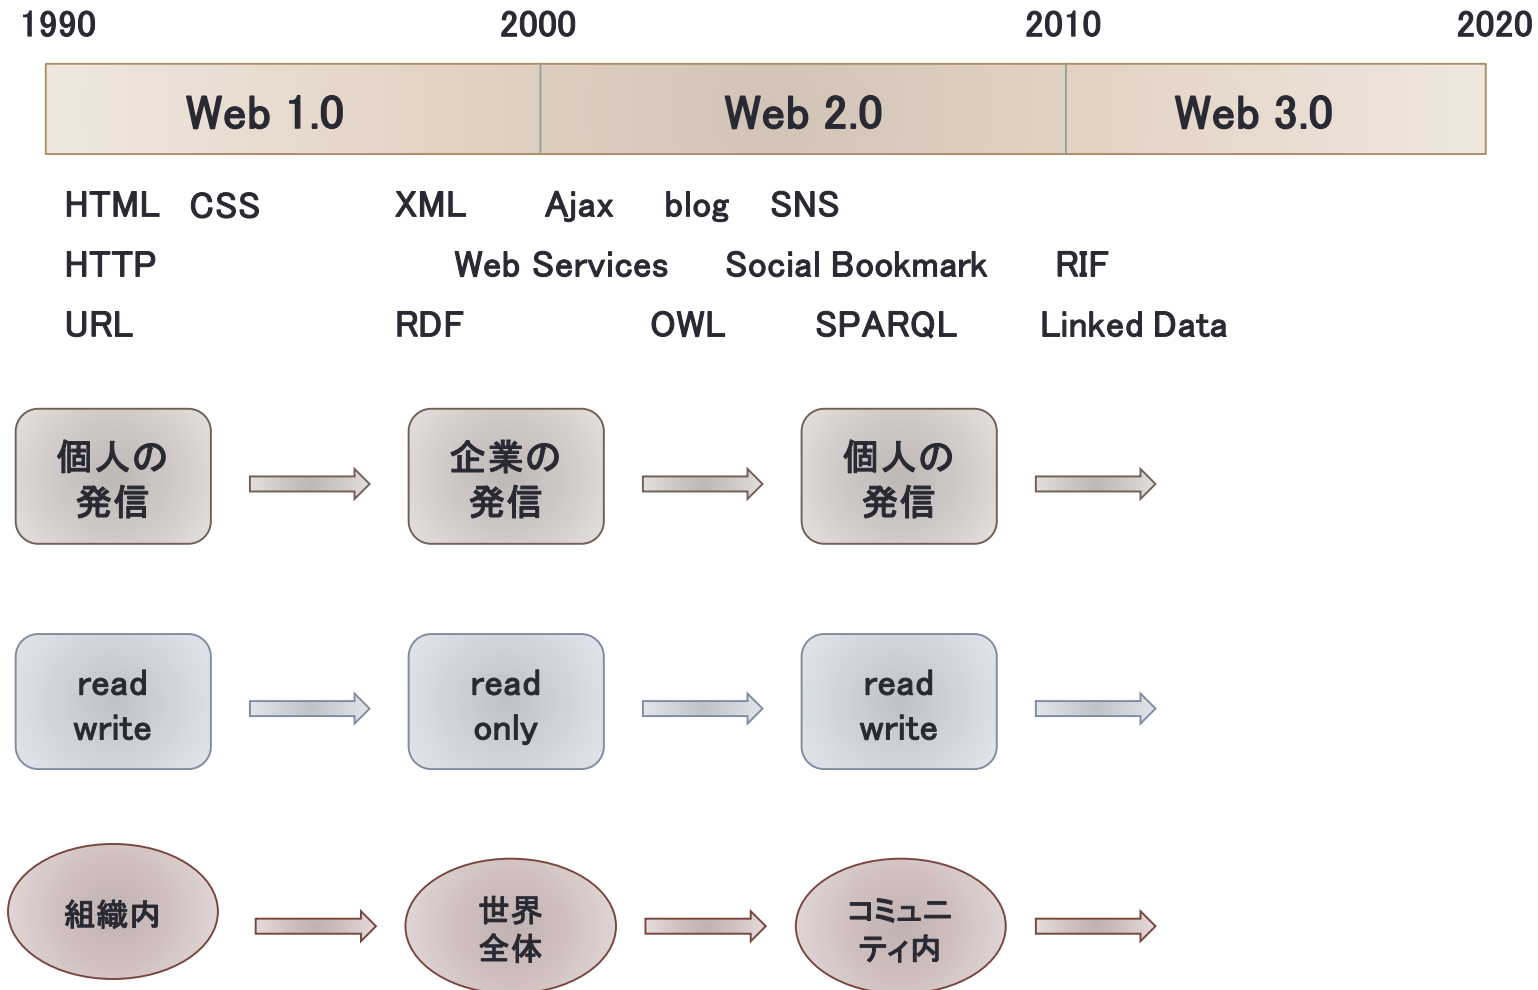 1990 2000 2010 2020
Web 1.0 Web 2.0 Web 3.0
HTML CSS XML Ajax blog SNS
HTTP Web Services Social Bookmark RIF
URL RDF OWL SPARQL Linked Data
個人の
発信
企業の
発信
個人の
発信
read
write
read
only
read
write
組織内
世界
全体
コミュニ
ティ内